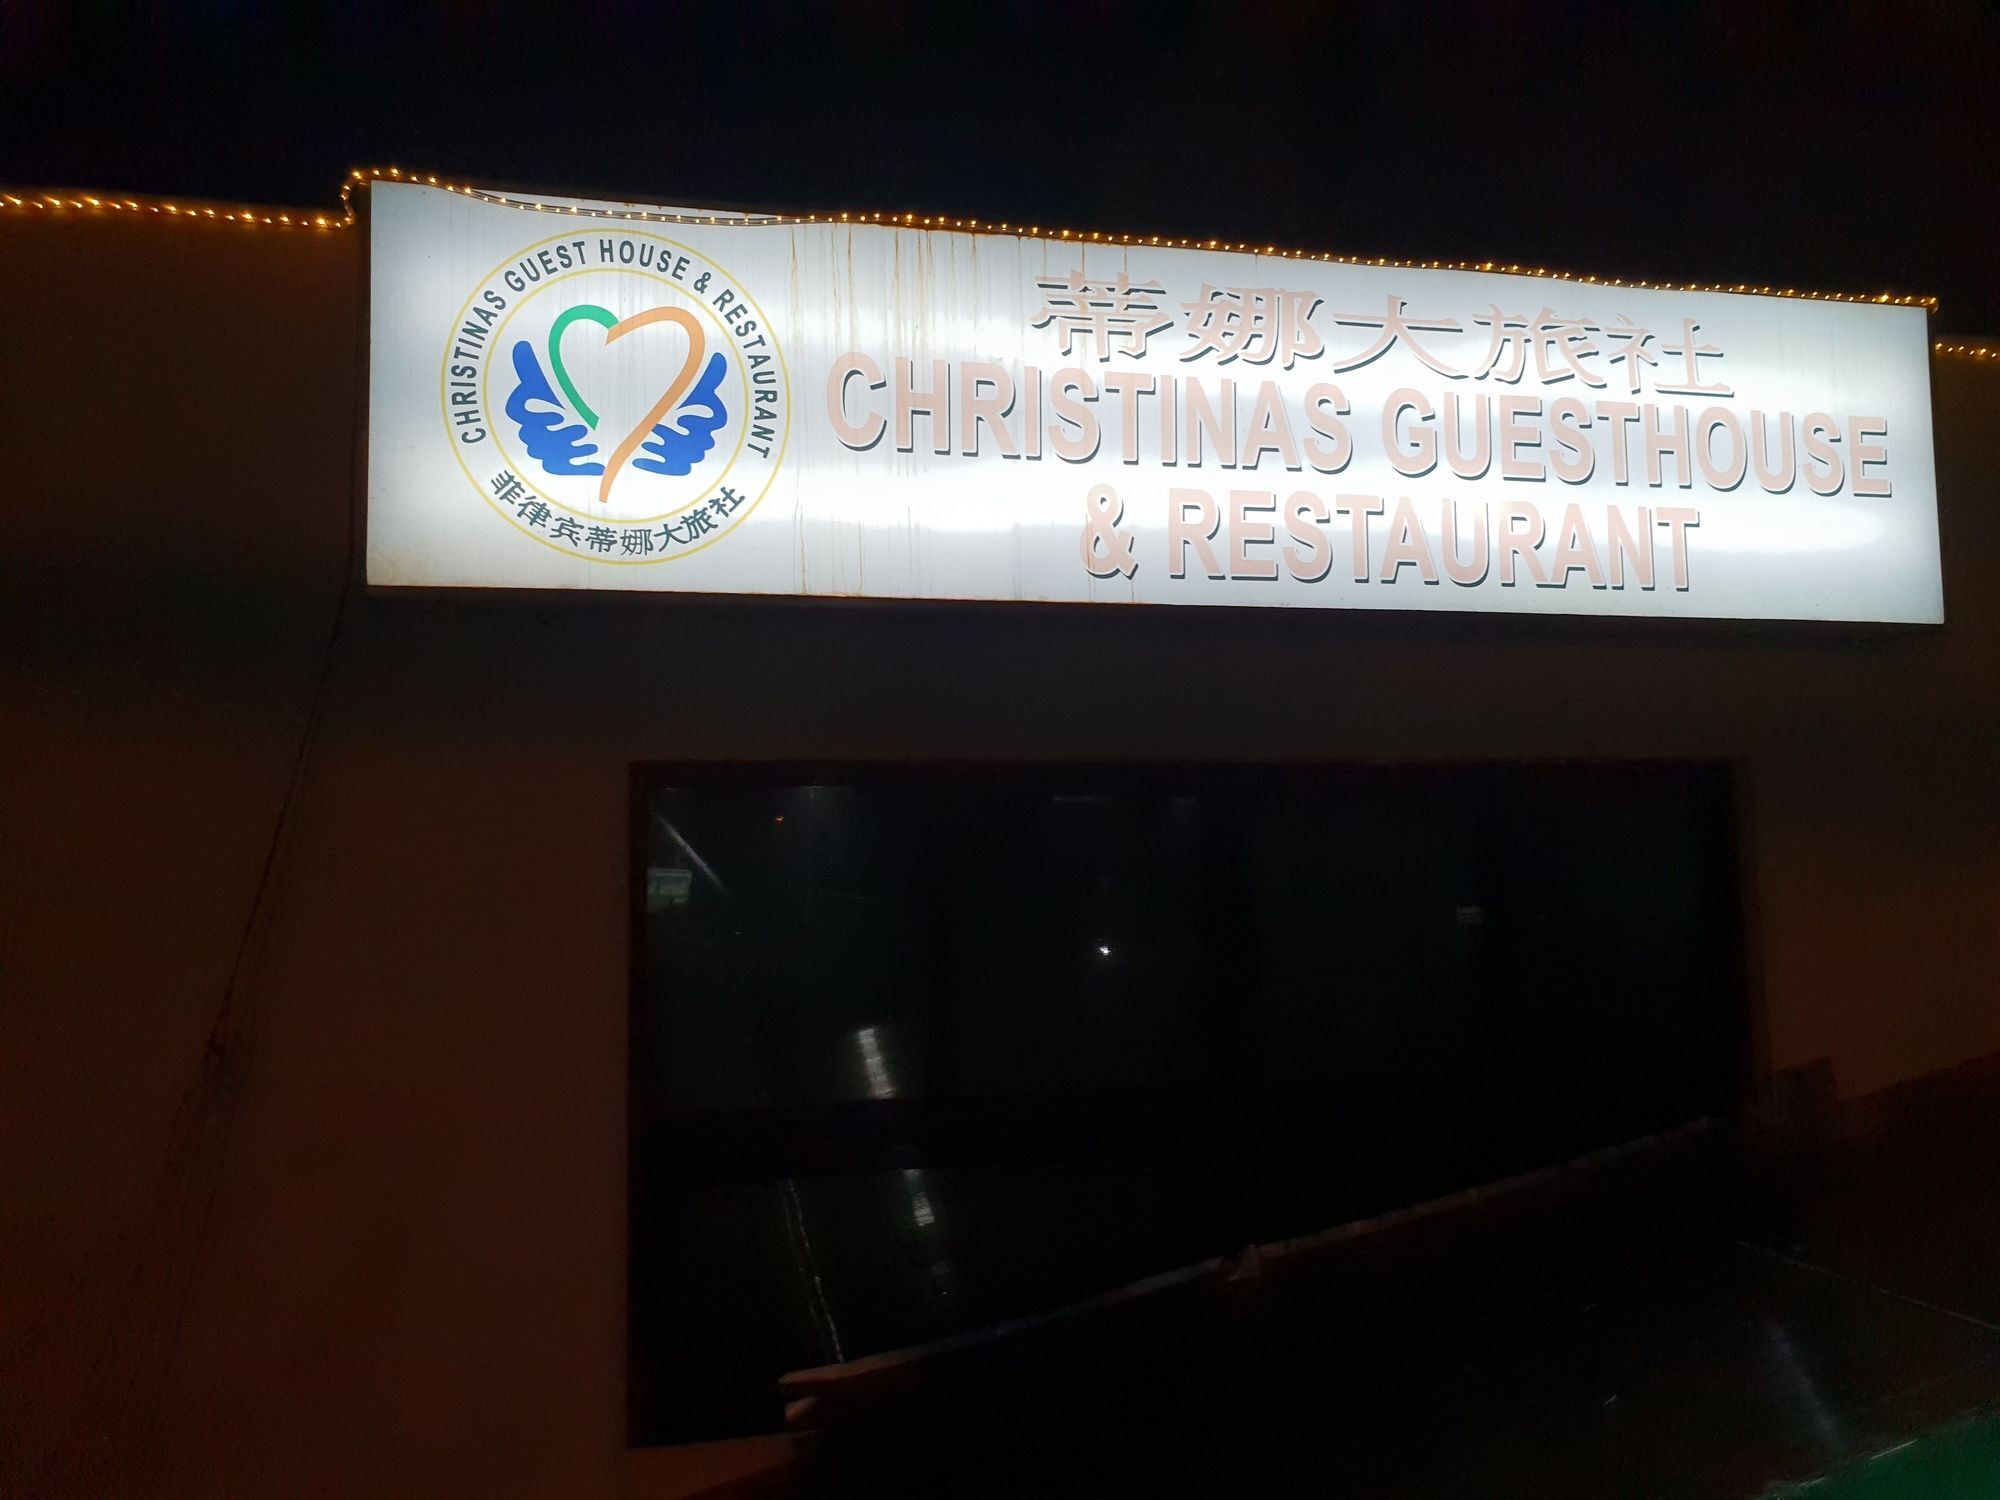 CHRISTINAS GUEST HOUSE & RESTAURANT
菲律宾蒂娜大旅社
蒂娜大旅社
CHRISTINAS GUESTHOUSE
& RESTAURANT